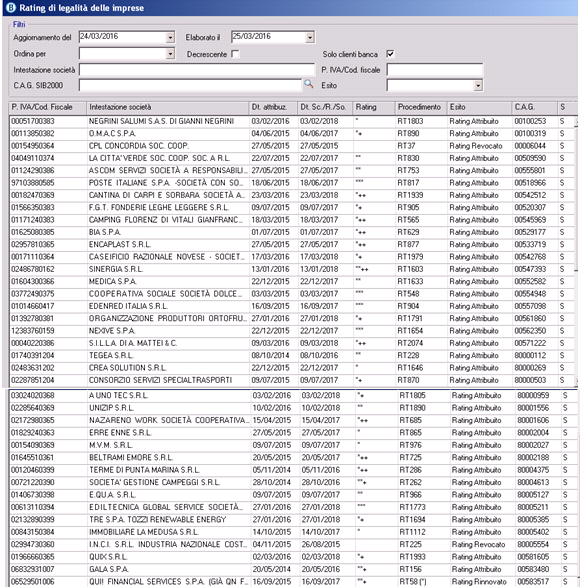 Rating di legalità delle imprese
Filtri
Aggiornamento del 24/03/2016 Elaborato il 25/03/2016
Ordina per Decrescente Solo clienti banca
Intestazione società P. IVA/Cod. fiscale
C.A.G. SIB2000 Esito
P. IVA/Cod. Fiscale Intestazione società Dt. attribuz. Dt. Sc./R./So. Rating Procedimento Esito C.A.G. S
00051700383 NEGRINI SALUMI S.A.S. DI GIANNI NEGRINI 03/02/2016 03/02/2018 * RT1803 Rating Attribuito 00100253 S
00113850382 O.M.A.C S.P.A. 04/06/2015 04/06/2017 *+ RT890 Rating Attribuito 00100319 S
00154950364 CPL CONCORDIA SOC. COOP. 27/05/2015 27/05/2015 RT37 Rating Revocato 00006044 S
04049110374 LA CITTA'VERDE SOC. COOP. SOC. A R.L. 22/07/2015 22/07/2017 ** RT830 Rating Attribuito 00509590 S
01124290386 ASCOM SERVIZI SOCIETÀ A RESPONSABILI... 27/05/2015 27/05/2017 ** RT753 Rating Attribuito 00555801 S
97103880585 POSTE ITALIANE S.P.A. -SOCIETÀ CON SO... 18/06/2015 18/06/2017 *** RT817 Rating Attribuito 00518966 S
00182470369 CANTINA DI CARPI E SORBARA SOCIETÀ A... 23/03/2016 23/03/2018 *++ RT1939 Rating Attribuito 00542512 S
01566350383 F.G.T. FONDERIE LEGHE LEGGERE S.R.L. 09/07/2015 09/07/2017 *+ RT905 Rating Attribuito 00520307 S
01171240383 CAMPING FLORENZ DI VITALI GIANFRANC... 18/03/2015 18/03/2017 *++ RT565 Rating Attribuito 00545969 S
01625080385 BIA S.P.A. 01/07/2015 01/07/2017 *++ RT629 Rating Attribuito 00529177 S
02957810365 ENCAPLAST S.R.L. 27/05/2015 27/05/2017 *++ RT877 Rating Attribuito 00533719 S
00171110364 CASEIFICIO RAZIONALE NOVESE - SOCIET... 17/03/2016 17/03/2018 *+ RT1979 Rating Attribuito 00542768 S
02486780162 SINERGIA S.R.L. 13/01/2016 13/01/2018 **++ RT1603 Rating Attribuito 00547393 S
01604300366 MEDICA S.P.A. 22/12/2015 22/12/2017 ** RT1633 Rating Attribuito 00552582 S
03772490375 COOPERATIVA SOCIALE SOCIETÀ DOLCE... 03/03/2015 03/03/2017 *** RT548 Rating Attribuito 00554948 S
01014660417 EDENRED ITALIA S.R.L. 16/09/2015 16/09/2017 *** RT904 Rating Attribuito 00557098 S
01392780381 ORGANIZZAZIONE PRODUTTORI ORTOFRU... 27/01/2016 27/01/2018 *+ RT1791 Rating Attribuito 00561860 S
12383760159 NEXIVE S.P.A. 22/12/2015 22/12/2017 *** RT1654 Rating Attribuito 00562350 S
00040220386 S.I.L.L.A. DI A. MATTEI & C. 09/03/2016 09/03/2018 *++ RT2074 Rating Attribuito 00571222 S
01740391204 TEGEA S.R.L. 08/10/2014 08/10/2016 ** RT228 Rating Attribuito 80000112 S
02483631202 CREA SOLUTION S.R.L. 22/12/2015 22/12/2017 * RT1646 Rating Attribuito 80000269 S
02287851204 CONSORZIO SERVIZI SPECIALTRASPORTI 09/07/2015 09/07/2017 *+ RT870 Rating Attribuito 80000503 S
03024020368 A UNO TEC S.R.L. 03/02/2016 03/02/2018 *+ RT1805 Rating Attribuito 80000959 S
02285640369 UNIZIP S.R.L. 10/02/2016 10/02/2018 ** RT1890 Rating Attribuito 80001556 S
02172980365 NAZARENO WORK SOCIETÀ COOPERATIVA... 15/04/2015 15/04/2017 *++ RT685 Rating Attribuito 80001606 S
01829240363 ERRE ENNE S.R.L. 27/05/2015 27/05/2017 * RT865 Rating Attribuito 80002004 S
00154090369 M.V.M. S.R.L. 09/07/2015 09/07/2017 * RT976 Rating Attribuito 80002027 S
01645510361 BELTRAMI EMORE S.R.L. 20/05/2015 20/05/2017 *++ RT725 Rating Attribuito 80002188 S
00120460399 TERME DI PUNTA MARINA S.R.L. 05/11/2014 05/11/2016 *++ RT286 Rating Attribuito 80004375 S
00721220390 SOCIETA' GESTIONE CAMPEGGI S.R.L. 28/10/2014 28/10/2016 *++ RT262 Rating Attribuito 80004613 S
01406730398 E.QU.A. S.R.L. 09/07/2015 09/07/2017 ** RT966 Rating Attribuito 80005127 S
00613110394 EDILTECNICA GLOBAL SERVICE SOCIETÀ... 27/01/2016 27/01/2018 *** RT1773 Rating Attribuito 80005211 S
02132890399 TRE S.P.A. TOZZI RENEWABLE ENERGY 27/01/2016 27/01/2018 *+ RT1694 Rating Attribuito 80005385 S
00843150384 IMMOBILIARE LA MEDUSA S.R.L. 14/10/2015 14/10/2017 * RT1112 Rating Attribuito 80005402 S
02994730360 I.N.C.I. S.R.L. INDUSTRIA NAZIONALE COST... 04/11/2015 26/08/2015 RT225 Rating Revocato 80005554 S
01966660365 QUIX S.R.L. 02/03/2016 02/03/2018 *++ RT1993 Rating Attribuito 00581605 S
06832931007 GALA S.P.A. 20/05/2014 20/05/2016 *++ RT156 Rating Attribuito 00583480 S
06529501006 QUI! FINANCIAL SERVICES S.P.A. (GIÀ QN F... 16/09/2015 16/09/2017 **+ RT58 (*) Rating Rinnovato 00583517 S